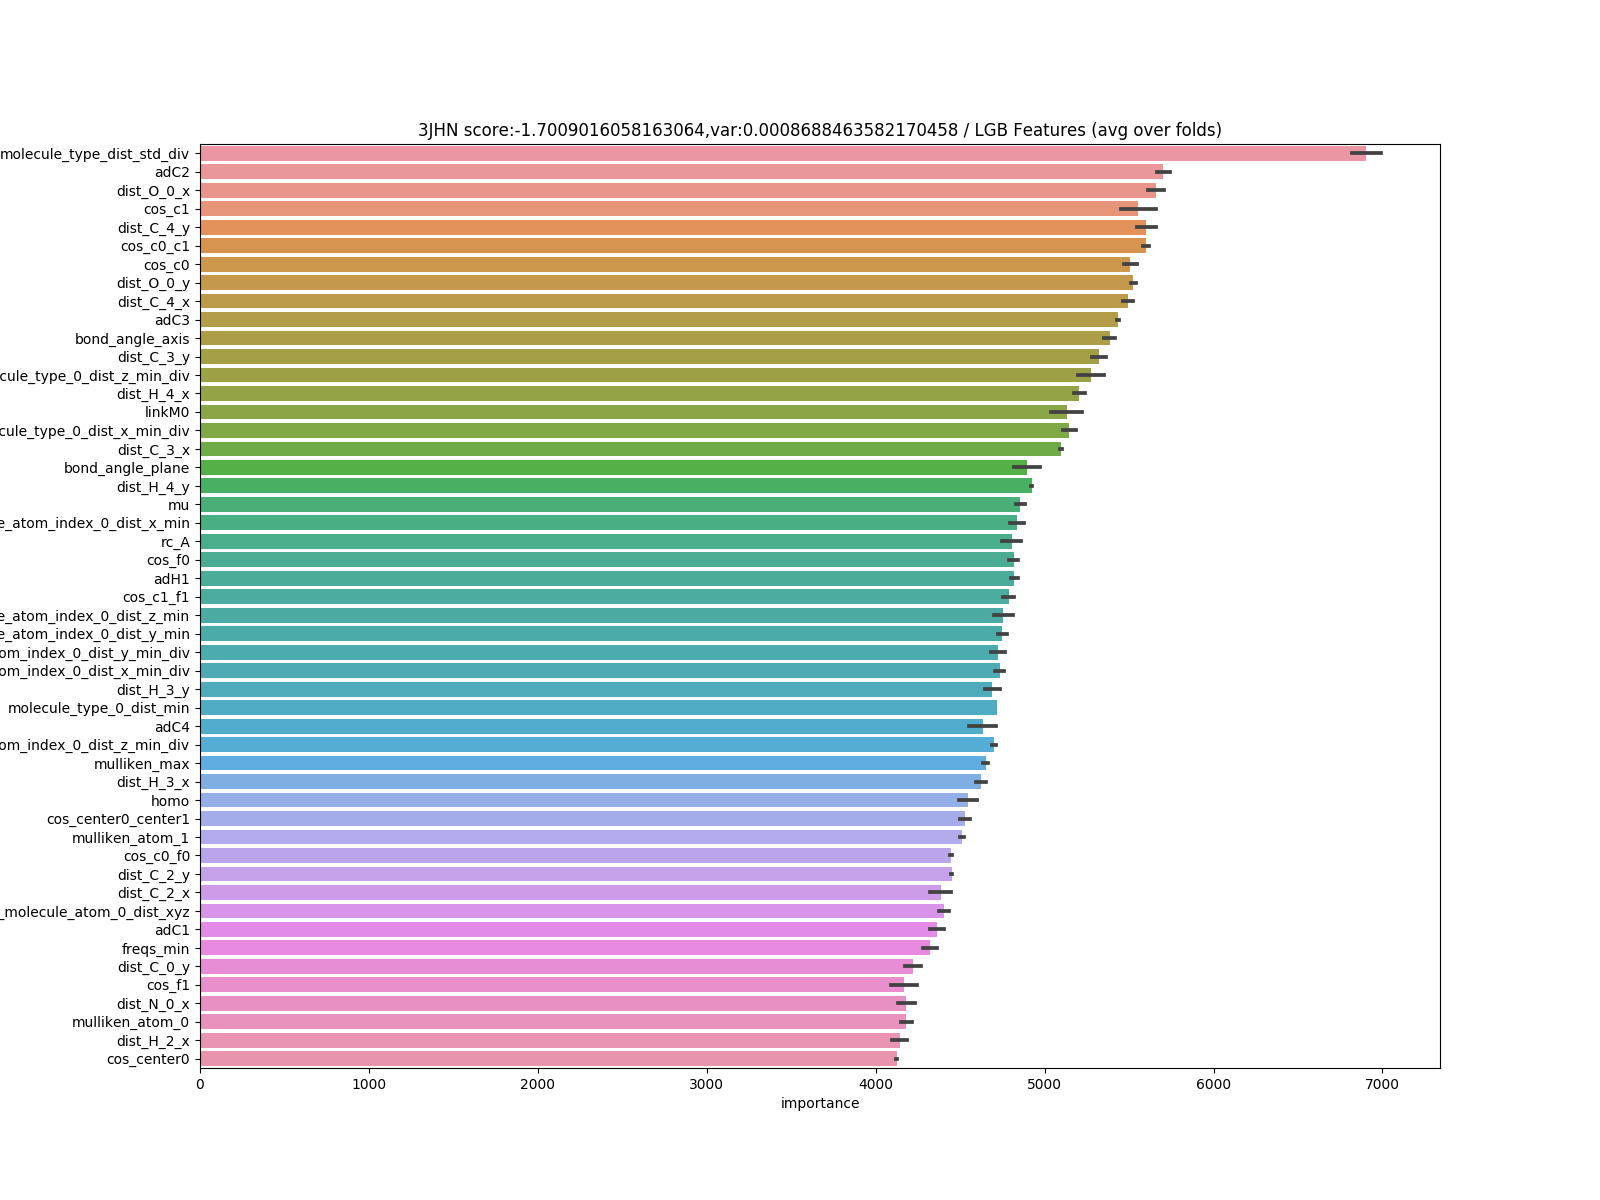 3JHN score:-1.7009016058163064,var:0.0008688463582170458 / LGB Features (avg over folds)
molecule_type_dist_std_div
adC2
dist_O_0_x
cos_c1
dist_C_4_y
cos_c0_c1
cos_c0
dist_O_0_y
dist_C_4_x
adC3
bond_angle_axis
dist_C_3_y
cule_type_0_dist_z_min_div
dist_H_4_x
linkM0
cule_type_0_dist_x_min_div
dist_C_3_x
bond_angle_plane
dist_H_4_y
mu
e_atom_index_0_dist_x_min
rc_A
cos_f0
adH1
cos_c1_f1
e_atom_index_0_dist_z_min
e_atom_index_0_dist_y_min
om_index_0_dist_y_min_div
om_index_0_dist_x_min_div
dist_H_3_y
molecule_type_0_dist_min
adC4
om_index_0_dist_z_min_div
mulliken_max
dist_H_3_x
homo
cos_center0_center1
mulliken_atom_1
cos_c0_f0
dist_C_2_y
dist_C_2_x
_molecule_atom_0_dist_xyz
adC1
freqs_min
dist_C_0_y
cos_f1
dist_N_0_x
mulliken_atom_0
dist_H_2_x
cos_center0
0 1000 2000 3000 4000 5000 6000 7000
importance